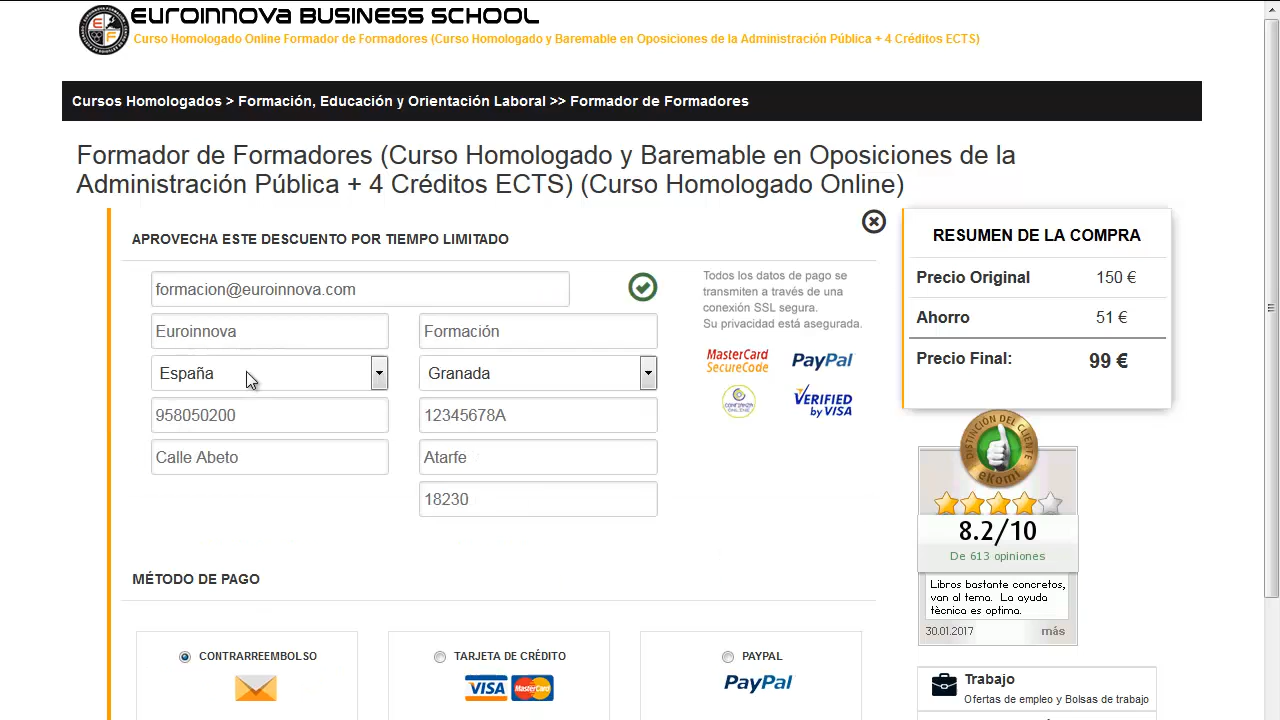 EUROINNOVA BUSINESS SCHOOL
Curso Homologado Online Formador de Formadores (Curso Homologado y Baremable en Oposiciones de la Administración Pública + 4 Créditos ECTS)
Cursos Homologados > Formación, Educación y Orientación Laboral >> Formador de Formadores
Formador de Formadores (Curso Homologado y Baremable en Oposiciones de la
Administración Pública + 4 Créditos ECTS) (Curso Homologado Online)
APROVECHA ESTE DESCUENTO POR TIEMPO LIMITADO
formacion@euroinnova.com
Euroinnova
Formación
España
Granada
958050200
12345678A
Calle Abeto
Atarfe
18230
Todos los datos de pago se
transmiten a través de una
conexión SSL segura.
Su privacidad está asegurada.
MasterCard
SecureCode
PayPal
CONFIANZA
ONLINE
VERIFIED
by VISA
RESUMEN DE LA COMPRA
Precio Original 150 €
Ahorro 51 €
Precio Final: 99 €
DISTINCIÓN DEL CLIENTE
eKomi
8.2/10
De 613 opiniones
Libros bastante concretos,
van al tema. La ayuda
tècnica es optima.
30.01.2017 más
MÉTODO DE PAGO
CONTRARREEMBOLSO
TARJETA DE CRÉDITO
VISA
MasterCard
PAYPAL
PayPal
Trabajo
Ofertas de empleo y Bolsas de trabajo